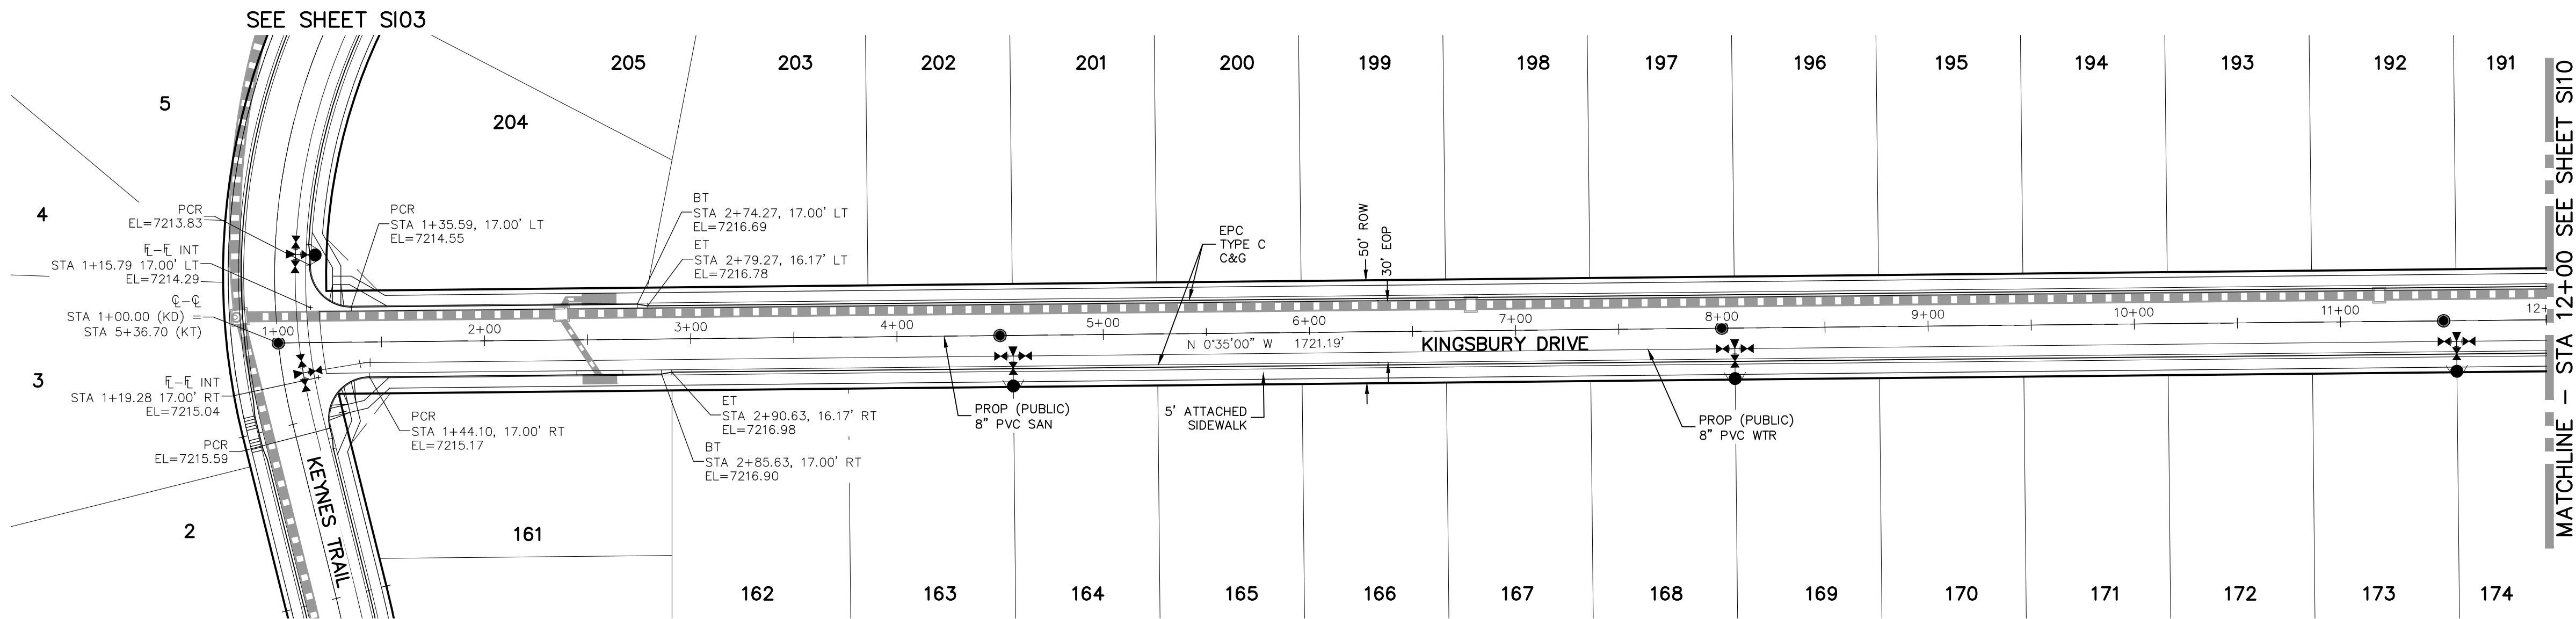 SEE SHEET SI03
205
203
202
201
200
199
198
197
196
195
194
193
192
191
5
204
4
PCR
EL=7213.83
℄-℄ INT
STA 1+15.79 17.00' LT
EL=7214.29
℄-℄
STA 1+00.00 (KD) =
STA 5+36.70 (KT)
PCR
STA 1+35.59, 17.00' LT
EL=7214.55
BT
STA 2+74.27, 17.00' LT
EL=7216.69
ET
STA 2+79.27, 16.17' LT
EL=7216.78
EPC
TYPE C
C&G
50' ROW
30' EOP
1+00
2+00
3+00
4+00
5+00
6+00
7+00
8+00
9+00
10+00
11+00
12+
N 0°35'00" W 1721.19'
KINGSBURY DRIVE
3
℄-℄ INT
STA 1+19.28 17.00' RT
EL=7215.04
PCR
EL=7215.59
PCR
STA 1+44.10, 17.00' RT
EL=7215.17
ET
STA 2+90.63, 16.17' RT
EL=7216.98
BT
STA 2+85.63, 17.00' RT
EL=7216.90
PROP (PUBLIC)
8" PVC SAN
5' ATTACHED
SIDEWALK
PROP (PUBLIC)
8" PVC WTR
KEYNES TRAIL
2
161
162
163
164
165
166
167
168
169
170
171
172
173
174
MATCHLINE - STA 12+00 SEE SHEET SI10